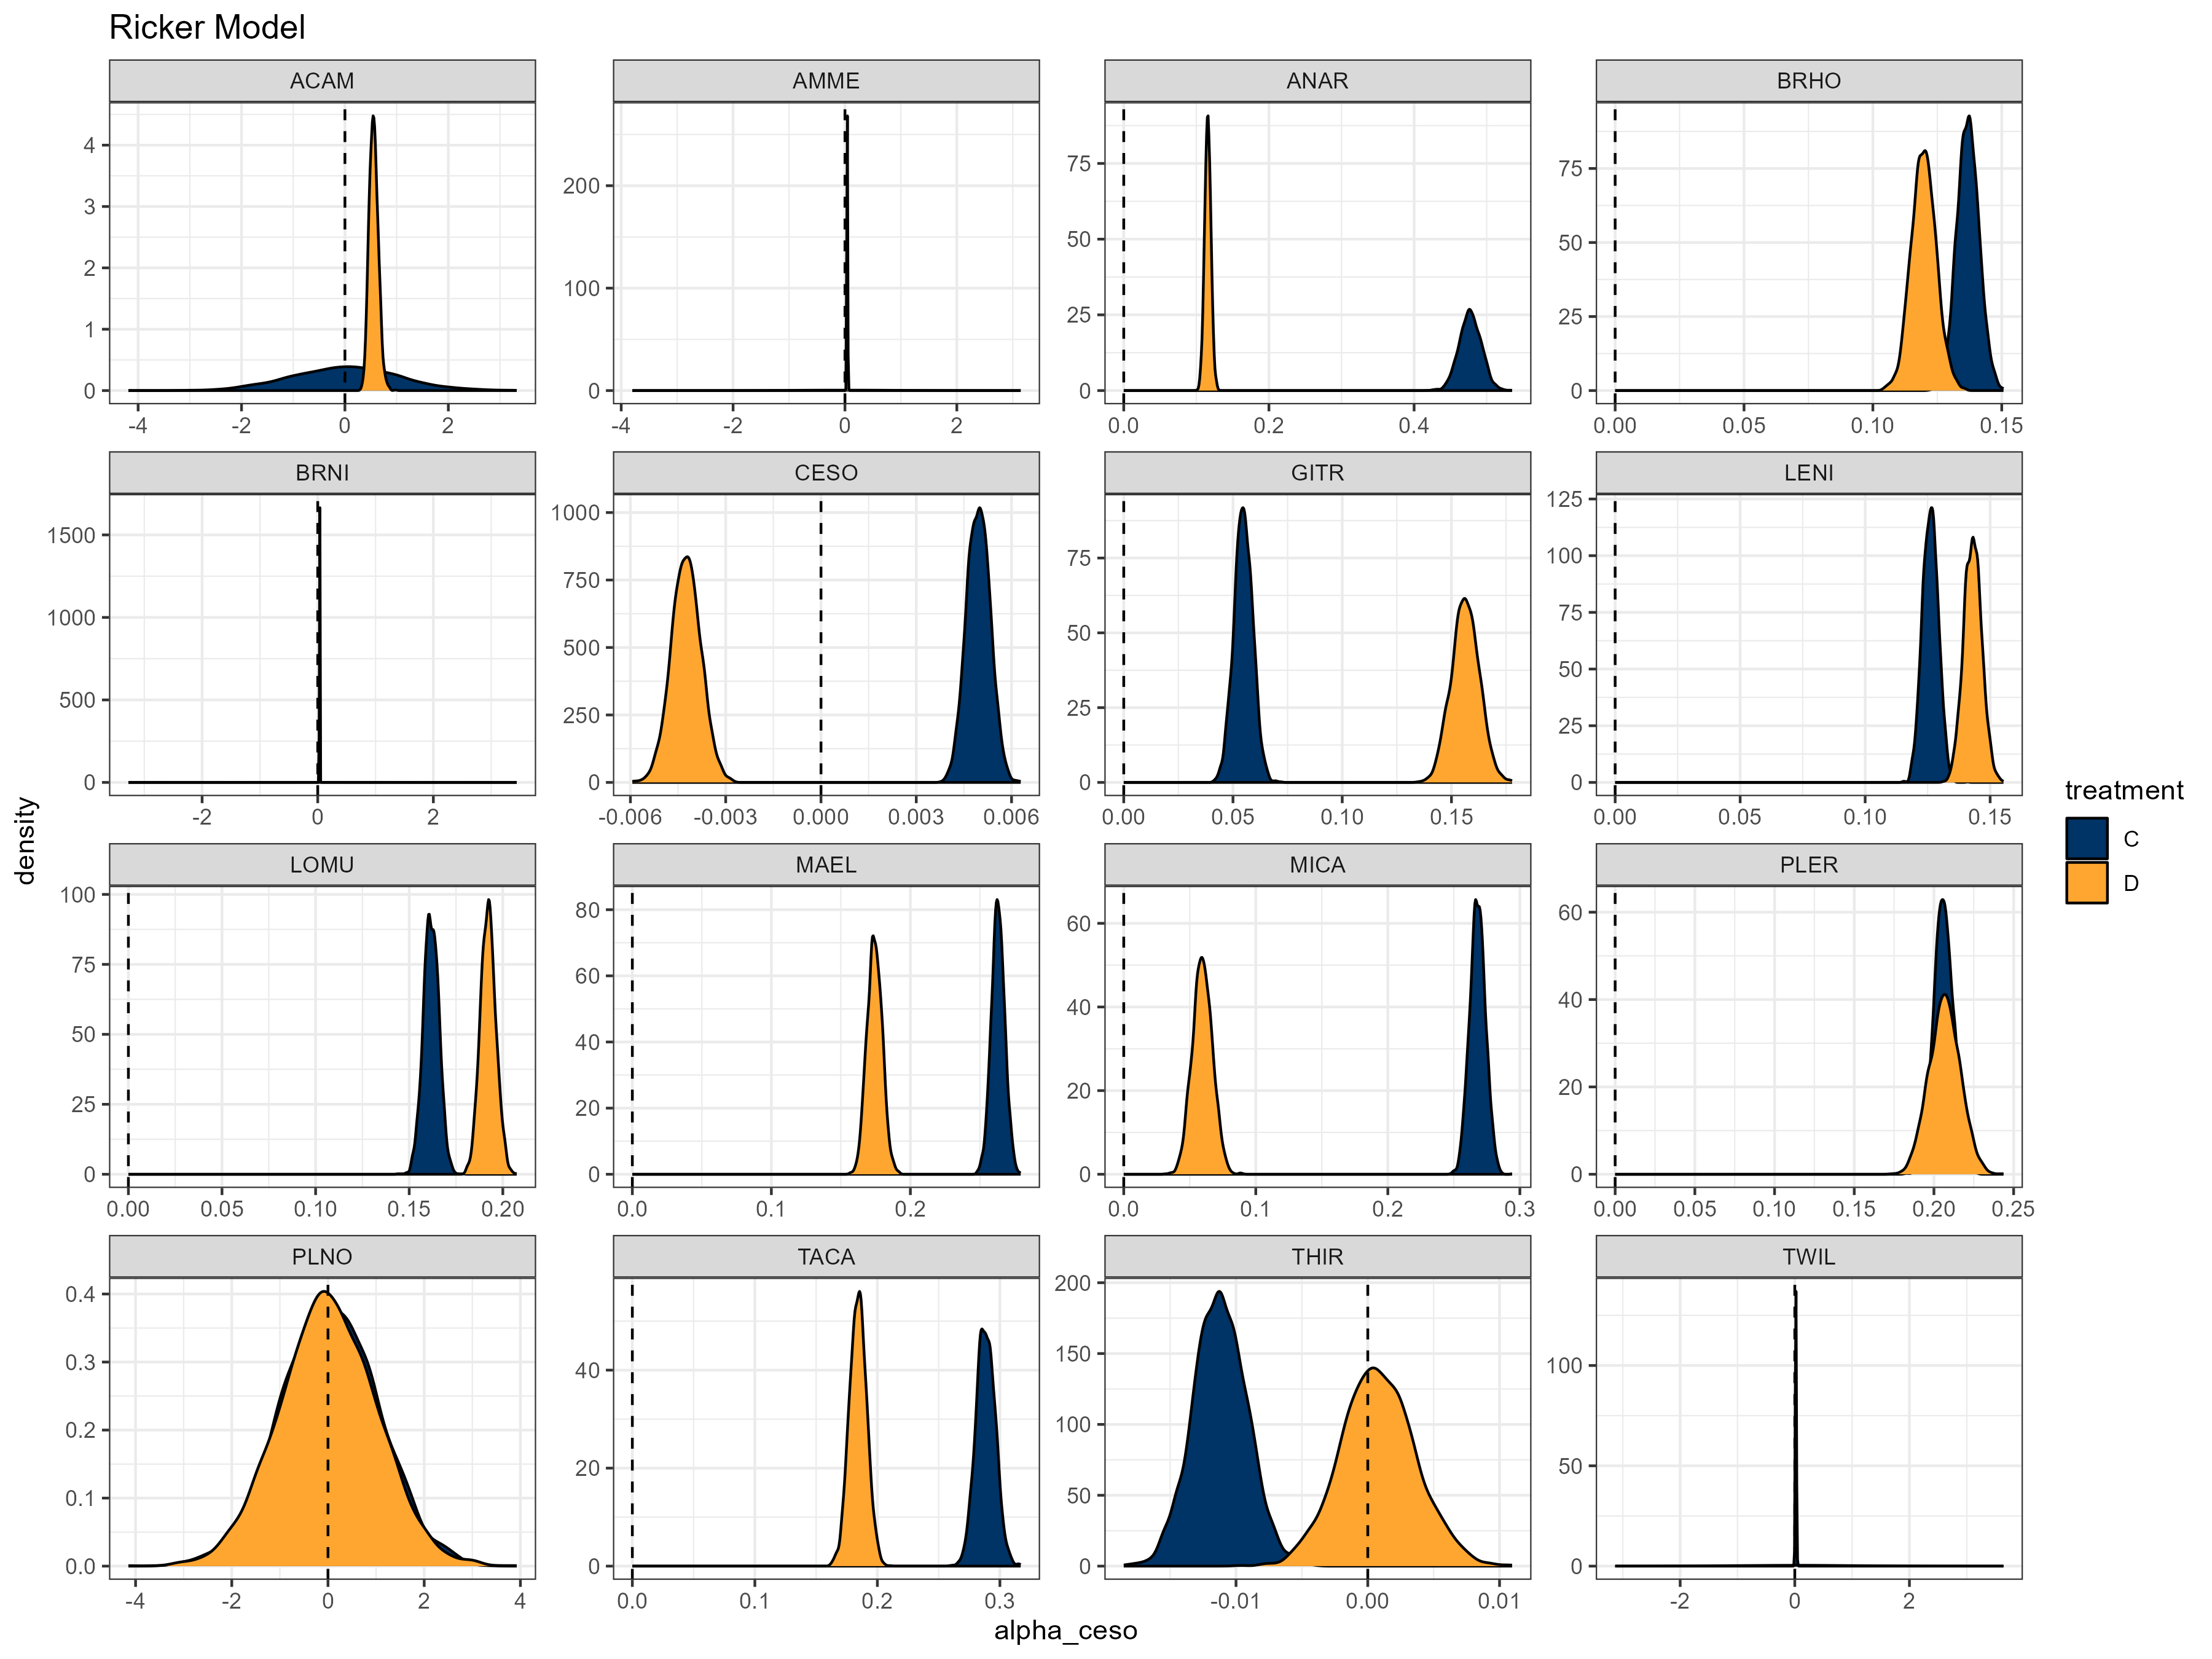 Ricker Model
ACAM AMME ANAR BRHO
4 3 2 1 0
-4 -2 0 2
200 100 0
-4 -2 0 2
75 50 25 0
0.0 0.2 0.4
75 50 25 0
0.00 0.05 0.10 0.15
BRNI CESO GITR LENI
1500 1000 500 0
-2 0 2
1000 750 500 250 0
-0.006 -0.003 0.000 0.003 0.006
75 50 25 0
0.00 0.05 0.10 0.15
125 100 75 50 25 0
0.00 0.05 0.10 0.15
LOMU MAEL MICA PLER
100 75 50 25 0
0.00 0.05 0.10 0.15 0.20
80 60 40 20 0
0.0 0.1 0.2
60 40 20 0
0.0 0.1 0.2 0.3
60 40 20 0
0.00 0.05 0.10 0.15 0.20 0.25
PLNO TACA THIR TWIL
0.4 0.3 0.2 0.1 0.0
-4 -2 0 2 4
40 20 0
0.0 0.1 0.2 0.3
200 150 100 50 0
-0.01 0.00 0.01
100 50 0
-2 0 2
alpha_ceso
density
treatment
C
D